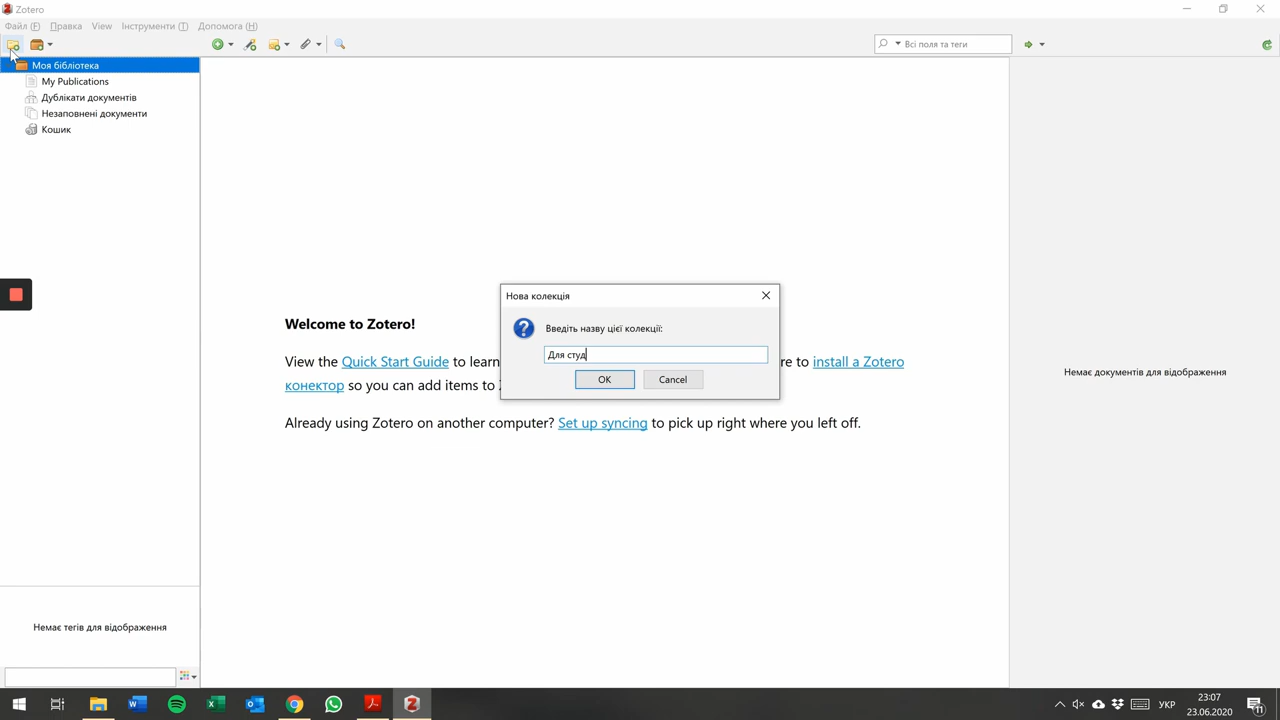 Zotero
Файл (F) Правка View Інструменти (T) Допомога (H)
Всі поля та теги
Моя бібліотека
My Publications
Дублікати документів
Незаповнені документи
Кошик
Нова колекція
Введіть назву цієї колекції:
Для студ
OK Cancel
Welcome to Zotero!
View the Quick Start Guide to learn re to install a Zotero
конектор so you can add items to Z
Already using Zotero on another computer? Set up syncing to pick up right where you left off.
Немає документів для відображення
Немає тегів для відображення
УКР
23:07
23.06.2020
11